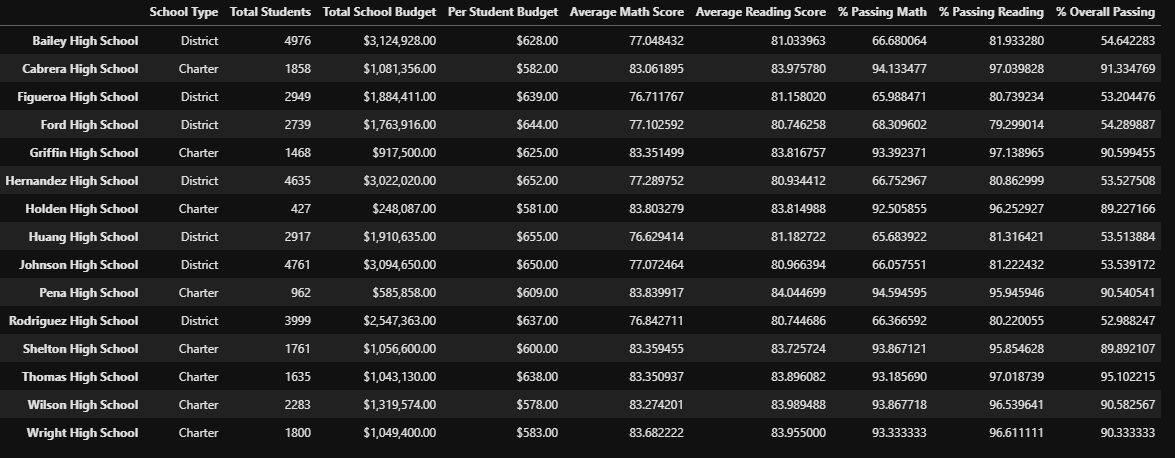 School Type Total Students Total School Budget Per Student Budget Average Math Score Average Reading Score % Passing Math % Passing Reading % Overall Passing
Bailey High School District 4976 $3,124,928.00 $628.00 77.048432 81.033963 66.680064 81.933280 54.642283
Cabrera High School Charter 1858 $1,081,356.00 $582.00 83.061895 83.975780 94.133477 97.039828 91.334769
Figueroa High School District 2949 $1,884,411.00 $639.00 76.711767 81.158020 65.988471 80.739234 53.204476
Ford High School District 2739 $1,763,916.00 $644.00 77.102592 80.746258 68.309602 79.299014 54.289887
Griffin High School Charter 1468 $917,500.00 $625.00 83.351499 83.816757 93.392371 97.138965 90.599455
Hernandez High School District 4635 $3,022,020.00 $652.00 77.289752 80.934412 66.752967 80.862999 53.527508
Holden High School Charter 427 $248,087.00 $581.00 83.803279 83.814988 92.505855 96.252927 89.227166
Huang High School District 2917 $1,910,635.00 $655.00 76.629414 81.182722 65.683922 81.316421 53.513884
Johnson High School District 4761 $3,094,650.00 $650.00 77.072464 80.966394 66.057551 81.222432 53.539172
Pena High School Charter 962 $585,858.00 $609.00 83.839917 84.044699 94.594595 95.945946 90.540541
Rodriguez High School District 3999 $2,547,363.00 $637.00 76.842711 80.744686 66.366592 80.220055 52.988247
Shelton High School Charter 1761 $1,056,600.00 $600.00 83.359455 83.725724 93.867121 95.854628 89.892107
Thomas High School Charter 1635 $1,043,130.00 $638.00 83.350937 83.896082 93.185690 97.018739 95.102215
Wilson High School Charter 2283 $1,319,574.00 $578.00 83.274201 83.989488 93.867718 96.539641 90.582567
Wright High School Charter 1800 $1,049,400.00 $583.00 83.682222 83.955000 93.333333 96.611111 90.333333